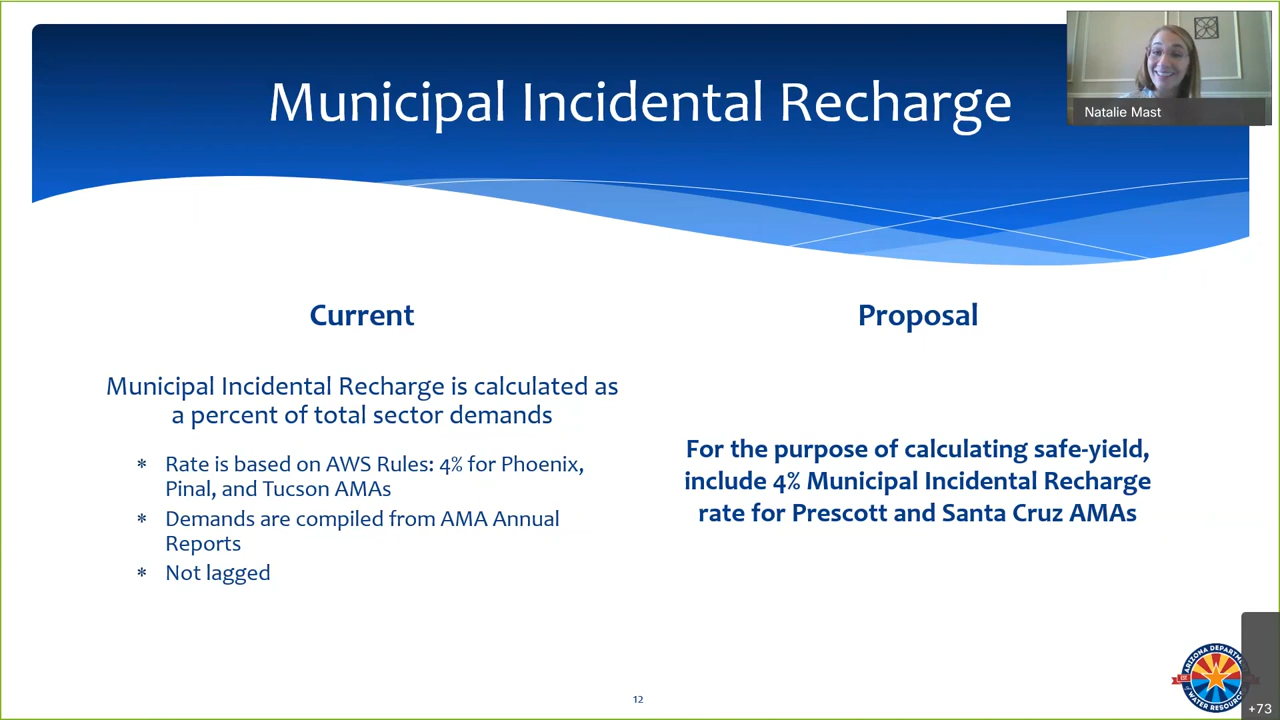 Municipal Incidental Recharge
Natalie Mast
Current
Municipal Incidental Recharge is calculated as
a percent of total sector demands
* Rate is based on AWS Rules: 4% for Phoenix,
Pinal, and Tucson AMAs
* Demands are compiled from AMA Annual
Reports
* Not lagged
Proposal
For the purpose of calculating safe-yield,
include 4% Municipal Incidental Recharge
rate for Prescott and Santa Cruz AMAs
12
ARIZONA
WATER
+73